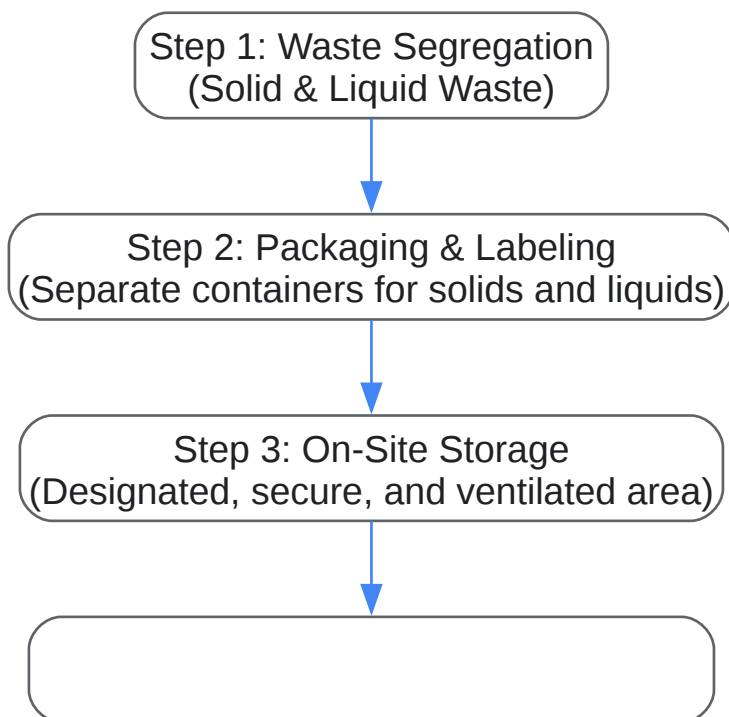 Step 1: Waste Segregation
(Solid & Liquid Waste)
Step 2: Packaging & Labeling
(Separate containers for solids and liquids)
Step 3: On-Site Storage
(Designated, secure, and ventilated area)